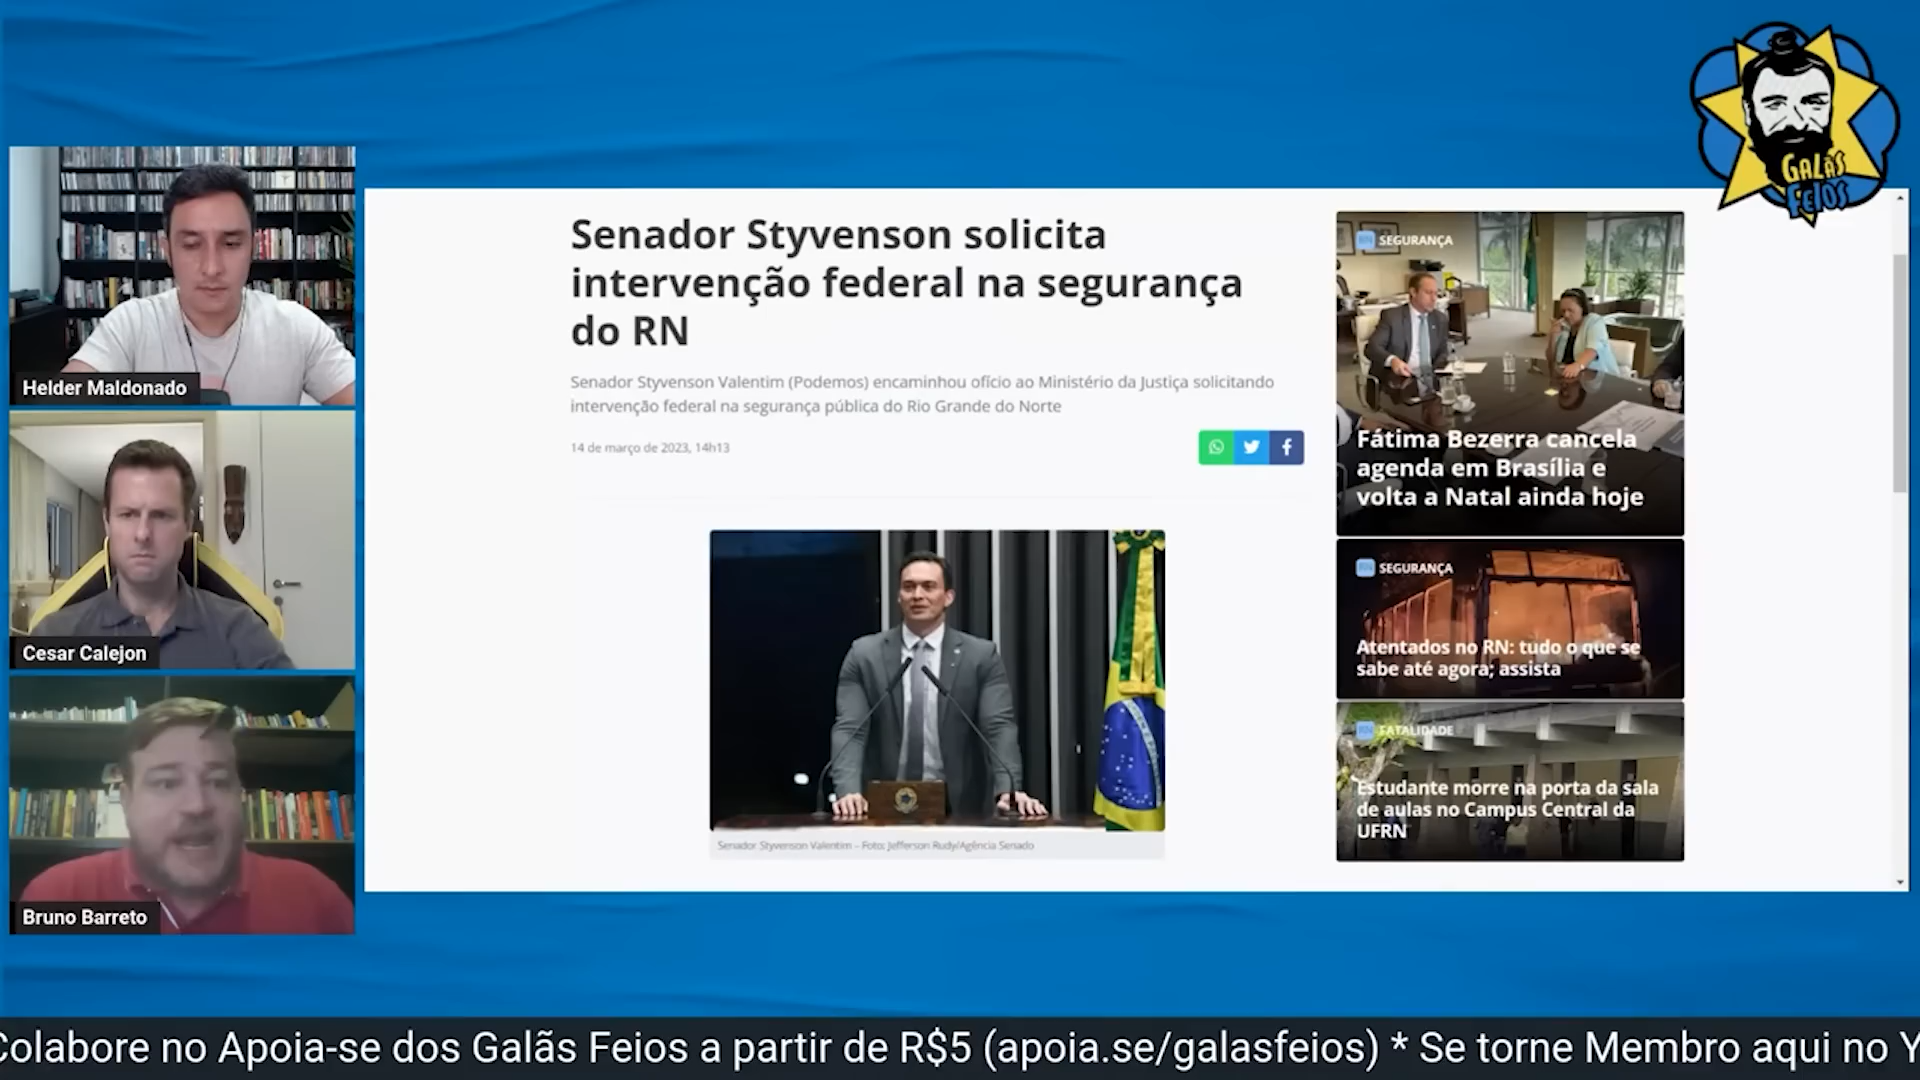 GALÃS
FEIOS
Helder Maldonado
Cesar Calejon
Bruno Barreto
Senador Styvenson solicita
intervenção federal na segurança
do RN
Senador Styvenson Valentim (Podemos) encaminhou ofício ao Ministério da Justiça solicitando
intervenção federal na segurança pública do Rio Grande do Norte
14 de março de 2023, 14h13
Senador Styvenson Valentim – Foto: Jefferson Rudy/Agência Senado
RN SEGURANÇA
Fátima Bezerra cancela
agenda em Brasília e
volta a Natal ainda hoje
RN SEGURANÇA
Atentados no RN: tudo o que se
sabe até agora; assista
RN FATALIDADE
Estudante morre na porta da sala
de aulas no Campus Central da
UFRN
Colabore no Apoia-se dos Galãs Feios a partir de R$5 (apoia.se/galasfeios) * Se torne Membro aqui no Y